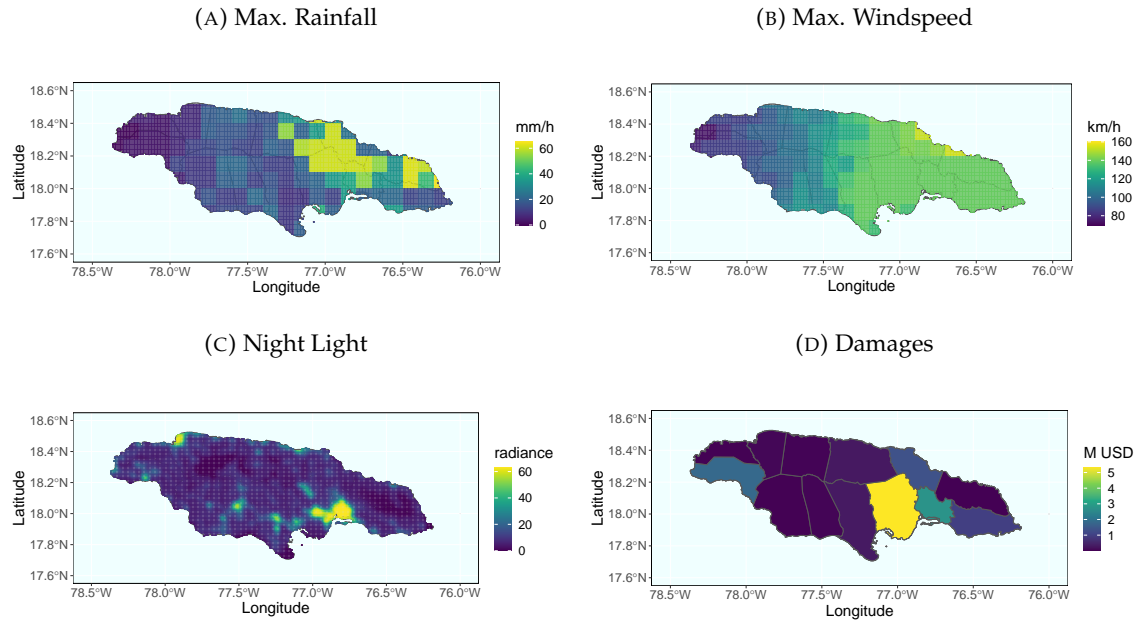 (A) Max. Rainfall
18.6°N
18.4°N
18.2°N
18.0°N
17.8°N
17.6°N
Latitude
78.5°W 78.0°W 77.5°W 77.0°W 76.5°W 76.0°W
Longitude
mm/h
60
40
20
0
(B) Max. Windspeed
18.6°N
18.4°N
18.2°N
18.0°N
17.8°N
17.6°N
Latitude
78.5°W 78.0°W 77.5°W 77.0°W 76.5°W 76.0°W
Longitude
km/h
160
140
120
100
80
(C) Night Light
18.6°N
18.4°N
18.2°N
18.0°N
17.8°N
17.6°N
Latitude
78.5°W 78.0°W 77.5°W 77.0°W 76.5°W 76.0°W
Longitude
radiance
60
40
20
0
(D) Damages
18.6°N
18.4°N
18.2°N
18.0°N
17.8°N
17.6°N
Latitude
78.5°W 78.0°W 77.5°W 77.0°W 76.5°W 76.0°W
Longitude
M USD
5
4
3
2
1